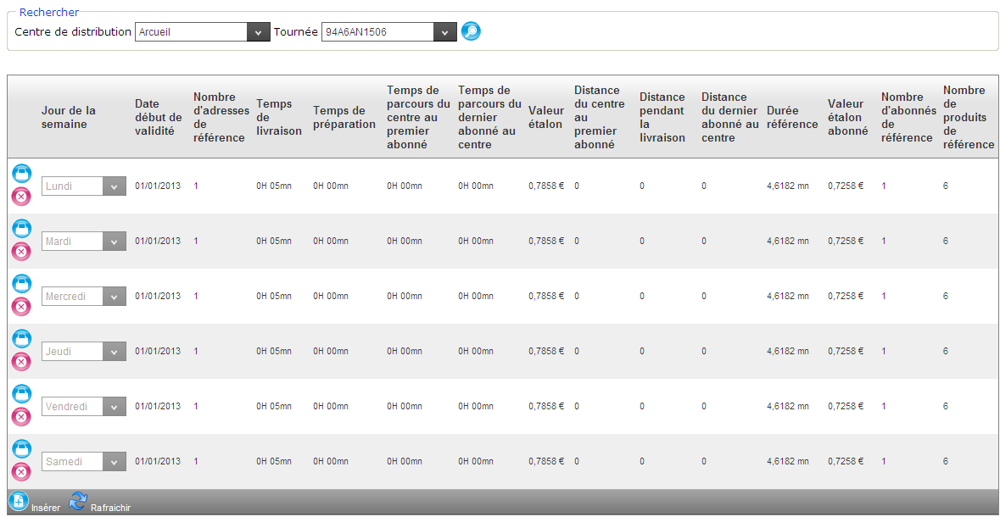 Rechercher
Centre de distribution Arcueil Tournée 94A6AN1506
Jour de la semaine
Date début de validité
Nombre d'adresses de référence
Temps de livraison
Temps de préparation
Temps de parcours du centre au premier abonné
Temps de parcours du dernier abonné au centre
Valeur étalon
Distance du centre au premier abonné
Distance pendant la livraison
Distance du dernier abonné au centre
Durée référence
Valeur étalon abonné
Nombre d'abonnés de référence
Nombre de produits de référence
Lundi 01/01/2013 1 0H 05mn 0H 00mn 0H 00mn 0H 00mn 0,7858 € 0 0 0 4,6182 mn 0,7258 € 1 6
Mardi 01/01/2013 1 0H 05mn 0H 00mn 0H 00mn 0H 00mn 0,7858 € 0 0 0 4,6182 mn 0,7258 € 1 6
Mercredi 01/01/2013 1 0H 05mn 0H 00mn 0H 00mn 0H 00mn 0,7858 € 0 0 0 4,6182 mn 0,7258 € 1 6
Jeudi 01/01/2013 1 0H 05mn 0H 00mn 0H 00mn 0H 00mn 0,7858 € 0 0 0 4,6182 mn 0,7258 € 1 6
Vendredi 01/01/2013 1 0H 05mn 0H 00mn 0H 00mn 0H 00mn 0,7858 € 0 0 0 4,6182 mn 0,7258 € 1 6
Samedi 01/01/2013 1 0H 05mn 0H 00mn 0H 00mn 0H 00mn 0,7858 € 0 0 0 4,6182 mn 0,7258 € 1 6
Insérer Rafraichir